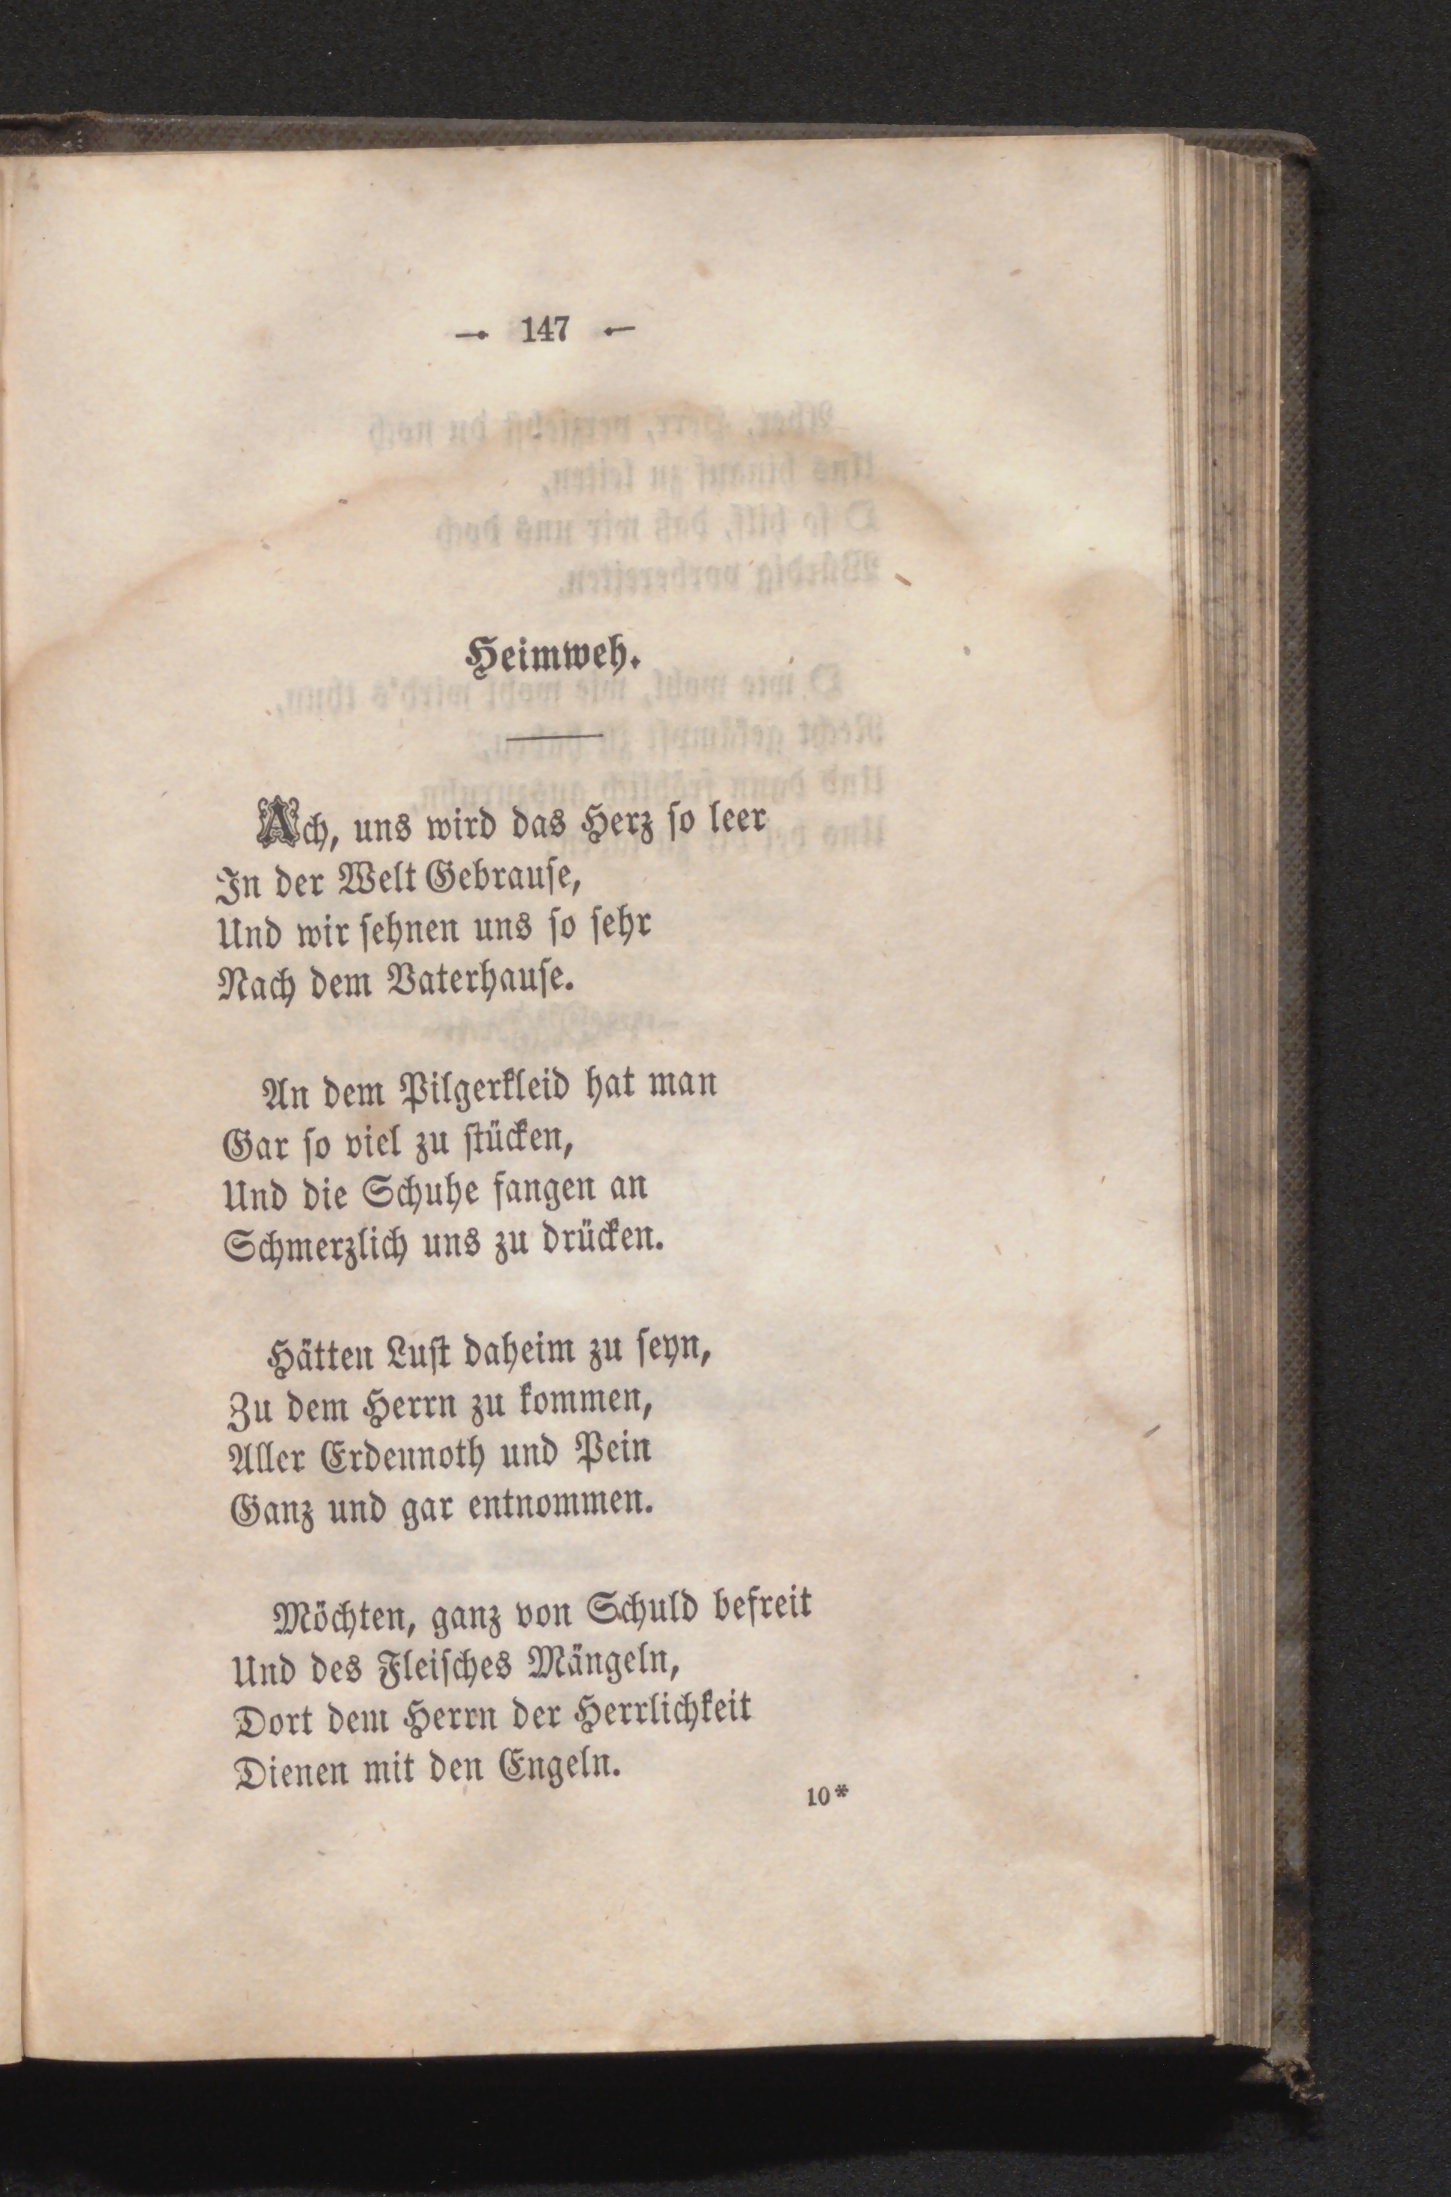 147
Heimweh.
Ach, uns wird das Herz ſo leer
In der Welt Gebrauſe,
Und wir ſehnen uns ſo ſehr
Nach dem Vaterhauſe.
An dem Pilgerkleid hat man
Gar ſo viel zu ſtücken,
Und die Schuhe fangen an
Schmerzlich uns zu drücken.
Hätten Luſt daheim zu ſeyn,
Zu dem Herrn zu kommen,
Aller Erdennoth und Pein
Ganz und gar entnommen.
Möchten, ganz von Schuld befreit
Und des Fleiſches Mängeln,
Dort dem Herrn der Herrlichkeit
Dienen mit den Engeln.
10*